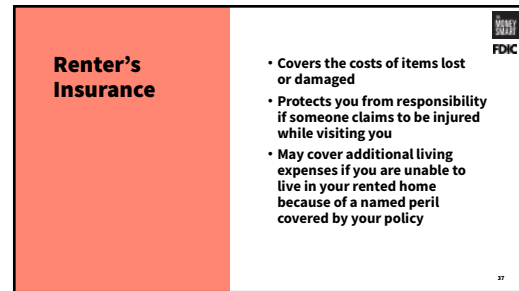 MONEY
SMART
FDIC
Renter's
Insurance
• Covers the costs of items lost
or damaged
• Protects you from responsibility
if someone claims to be injured
while visiting you
• May cover additional living
expenses if you are unable to
live in your rented home
because of a named peril
covered by your policy
37